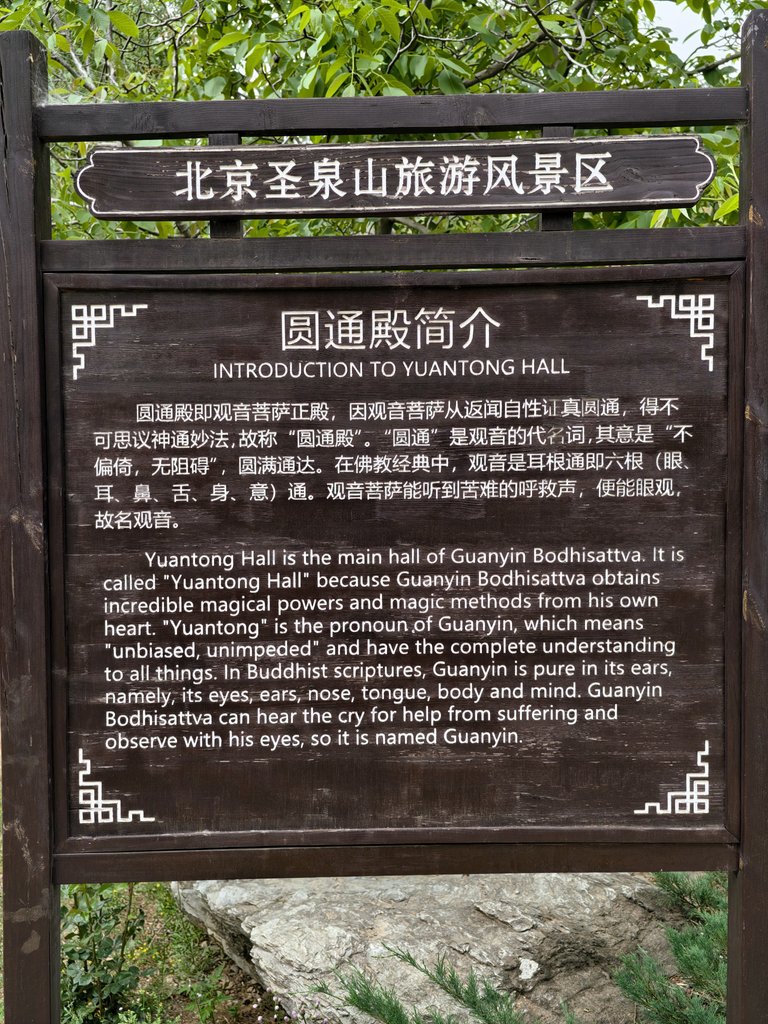 北京圣泉山旅游风景区
圆通殿简介
INTRODUCTION TO YUANTONG HALL
圆通殿即观音菩萨正殿，因观音菩萨从返闻自性证真圆通，得不
可思议神通妙法，故称“圆通殿”。“圆通”是观音的代名词，其意是“不
偏倚，无阻碍”，圆满通达。在佛教经典中，观音是耳根通即六根（眼、
耳、鼻、舌、身、意）通。观音菩萨能听到苦难的呼救声，便能眼观，
故名观音。
Yuantong Hall is the main hall of Guanyin Bodhisattva. It is
called "Yuantong Hall" because Guanyin Bodhisattva obtains
incredible magical powers and magic methods from his own
heart. "Yuantong" is the pronoun of Guanyin, which means
"unbiased, unimpeded" and have the complete understanding
to all things. In Buddhist scriptures, Guanyin is pure in its ears,
namely, its eyes, ears, nose, tongue, body and mind. Guanyin
Bodhisattva can hear the cry for help from suffering and
observe with his eyes, so it is named Guanyin.